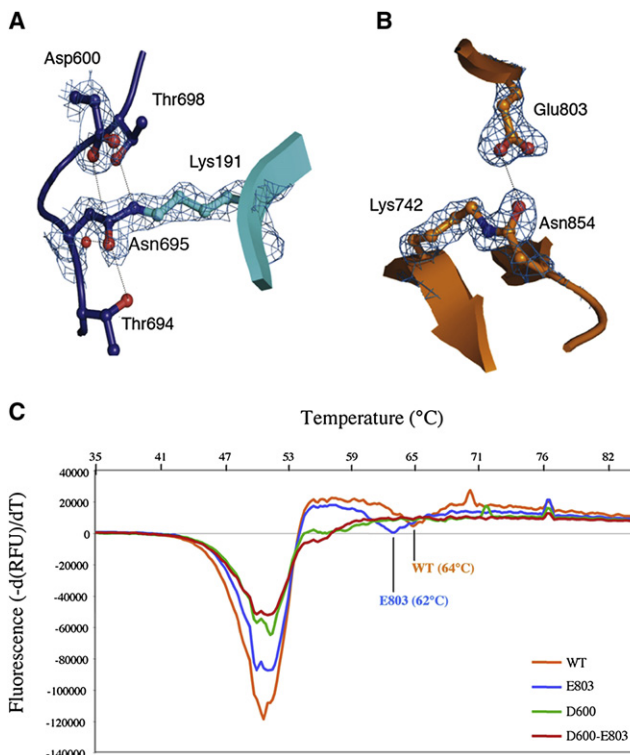 A
Asp600
Thr698
Lys191
Asn695
Thr694
B
Glu803
Lys742
Asn854
C
Temperature (°C)
35 41 47 53 59 65 71 76 82
Fluorescence (-d(RFU)/dT)
40000
20000
0
-20000
-40000
-60000
-80000
-100000
-120000
-140000
WT (64°C)
E803 (62°C)
WT
E803
D600
D600-E803